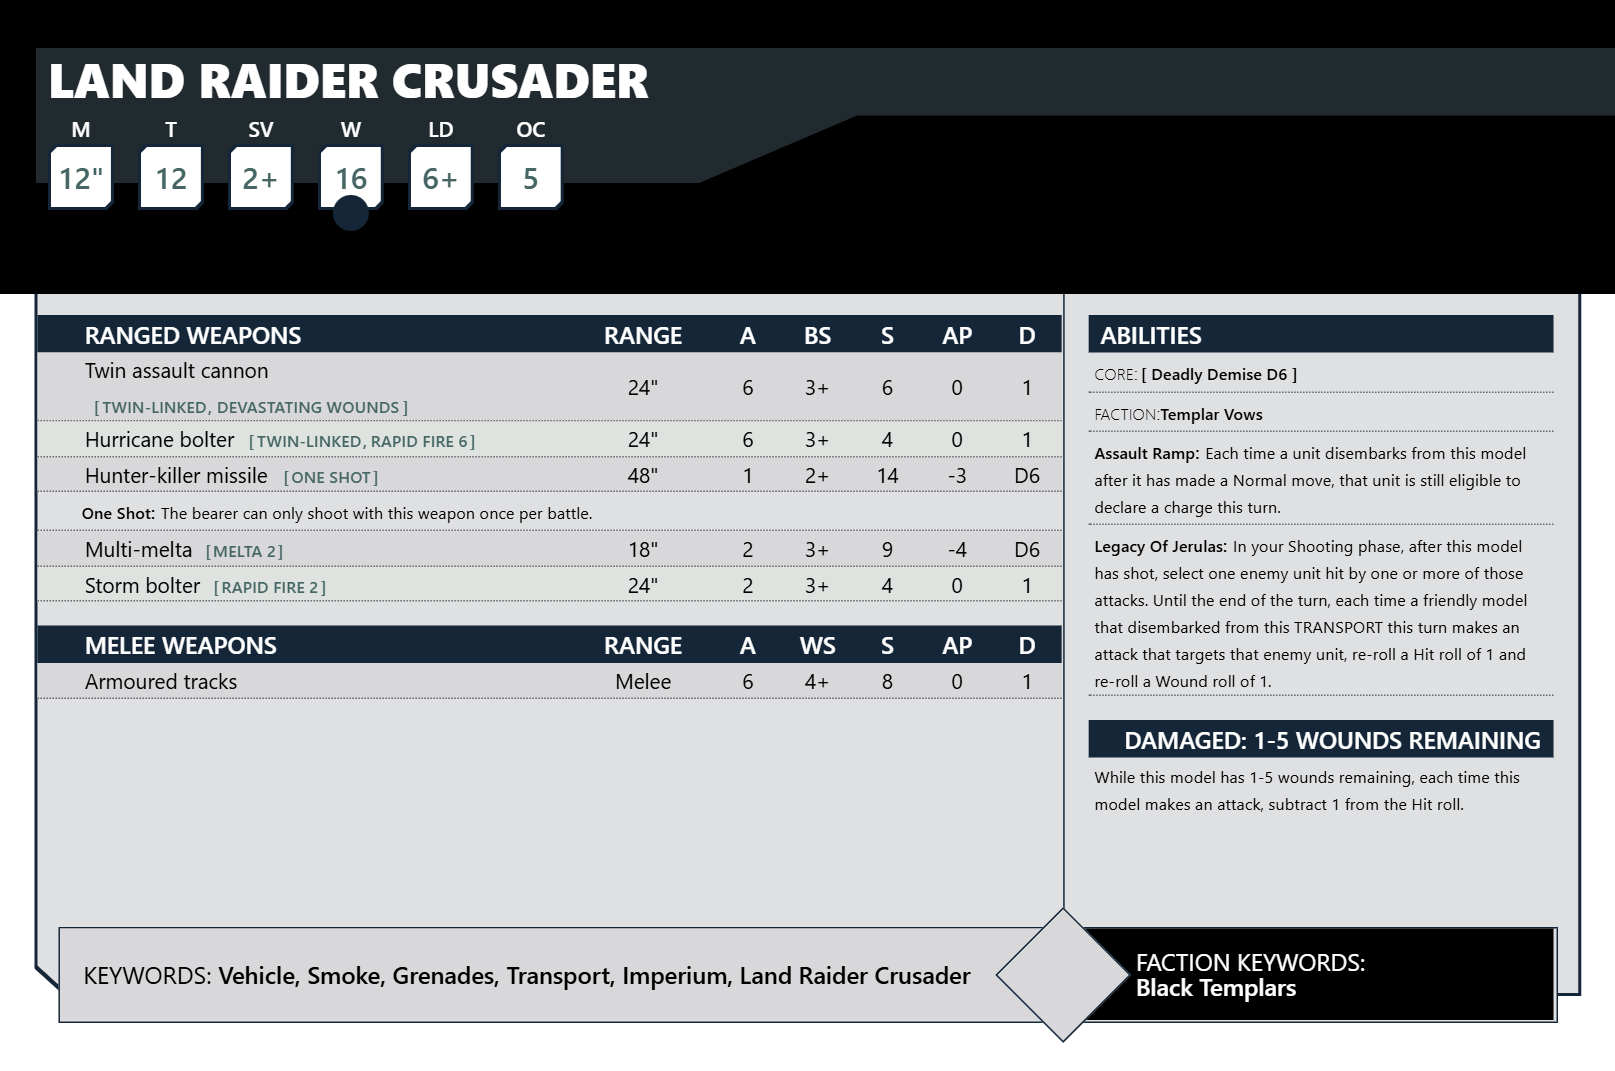 LAND RAIDER CRUSADER
M T SV W LD OC
12" 12 2+ 16 6+ 5
RANGED WEAPONS RANGE A BS S AP D
Twin assault cannon
[TWIN-LINKED, DEVASTATING WOUNDS] 24" 6 3+ 6 0 1
Hurricane bolter [TWIN-LINKED, RAPID FIRE 6] 24" 6 3+ 4 0 1
Hunter-killer missile [ONE SHOT] 48" 1 2+ 14 -3 D6
One Shot: The bearer can only shoot with this weapon once per battle.
Multi-melta [MELTA 2] 18" 2 3+ 9 -4 D6
Storm bolter [RAPID FIRE 2] 24" 2 3+ 4 0 1
MELEE WEAPONS RANGE A WS S AP D
Armoured tracks Melee 6 4+ 8 0 1
ABILITIES
CORE: [ Deadly Demise D6 ]
FACTION:Templar Vows
Assault Ramp: Each time a unit disembarks from this model
after it has made a Normal move, that unit is still eligible to
declare a charge this turn.
Legacy Of Jerulas: In your Shooting phase, after this model
has shot, select one enemy unit hit by one or more of those
attacks. Until the end of the turn, each time a friendly model
that disembarked from this TRANSPORT this turn makes an
attack that targets that enemy unit, re-roll a Hit roll of 1 and
re-roll a Wound roll of 1.
DAMAGED: 1-5 WOUNDS REMAINING
While this model has 1-5 wounds remaining, each time this
model makes an attack, subtract 1 from the Hit roll.
KEYWORDS: Vehicle, Smoke, Grenades, Transport, Imperium, Land Raider Crusader
FACTION KEYWORDS:
Black Templars